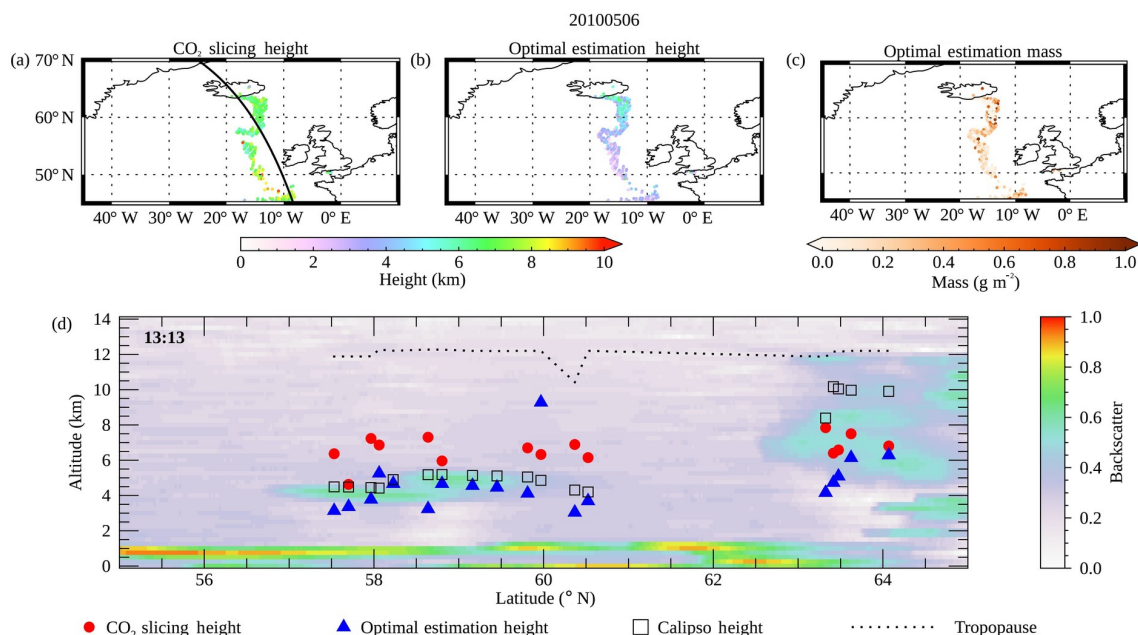 20100506
(a) CO₂ slicing height
(b) Optimal estimation height
(c) Optimal estimation mass
70° N
60° N
50° N
40° W 30° W 20° W 10° W 0° E
40° W 30° W 20° W 10° W 0° E
40° W 30° W 20° W 10° W 0° E
0 2 4 6 8 10
Height (km)
0.0 0.2 0.4 0.6 0.8 1.0
Mass (g m⁻²)
(d)
13:13
14
12
10
8
6
4
2
0
Altitude (km)
56 58 60 62 64
Latitude (° N)
1.0
0.8
0.6
0.4
0.2
0.0
Backscatter
CO₂ slicing height Optimal estimation height Calipso height Tropopause